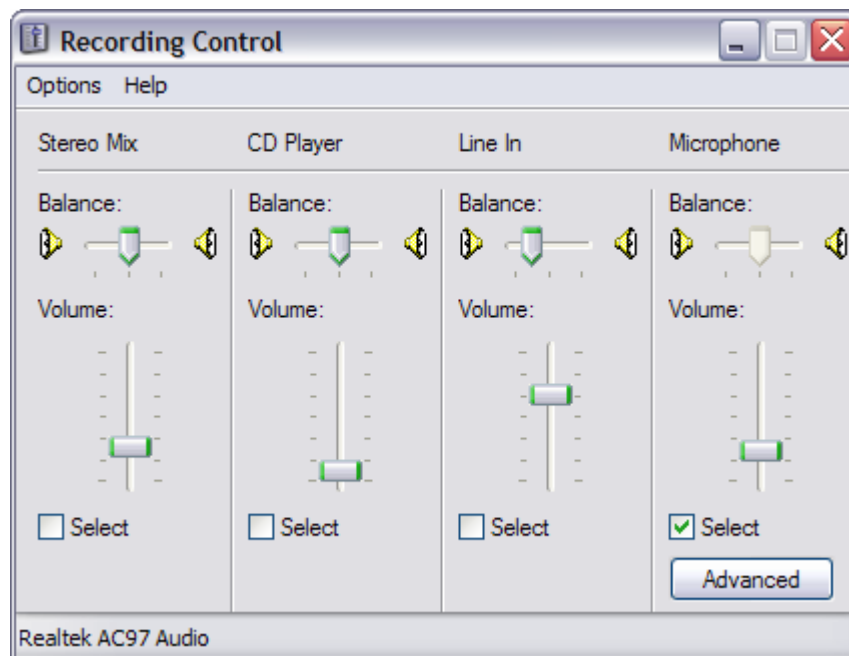 Recording Control
Options Help
Stereo Mix CD Player Line In Microphone
Balance: Balance: Balance: Balance:
Volume: Volume: Volume: Volume:
Select Select Select Select
Advanced
Realtek AC97 Audio